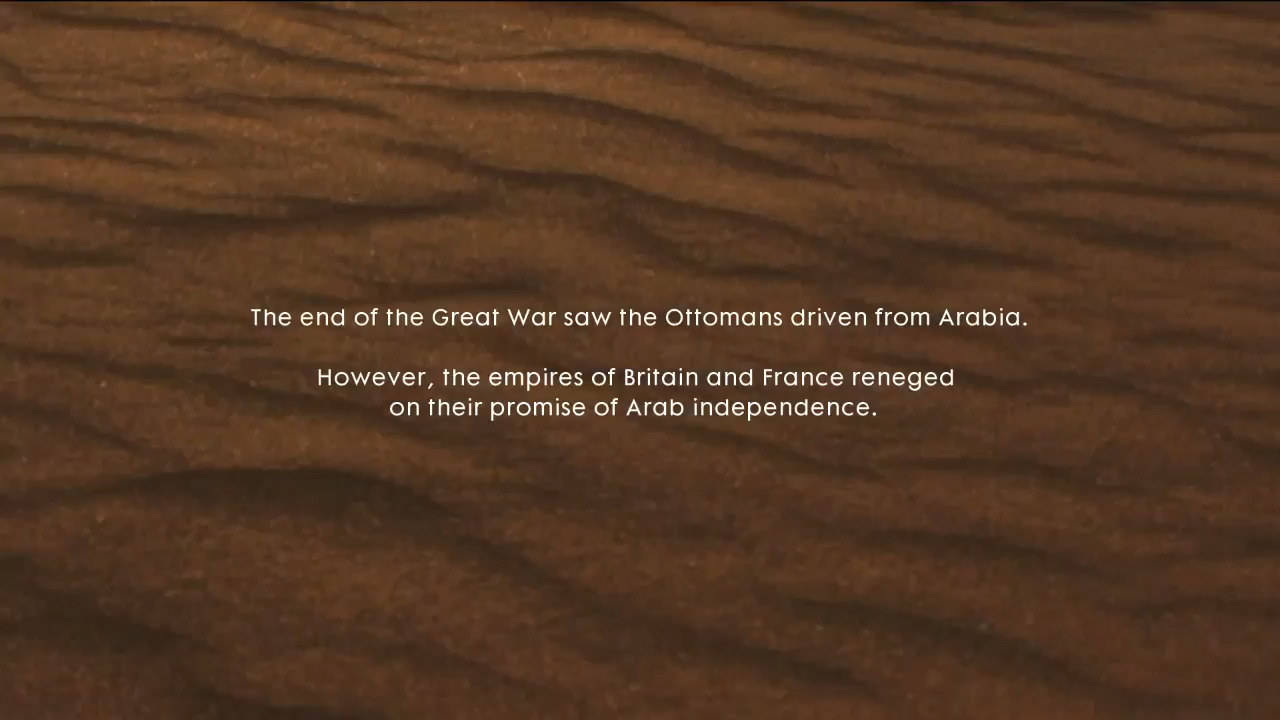 The end of the Great War saw the Ottomans driven from Arabia.
However, the empires of Britain and France reneged
on their promise of Arab independence.